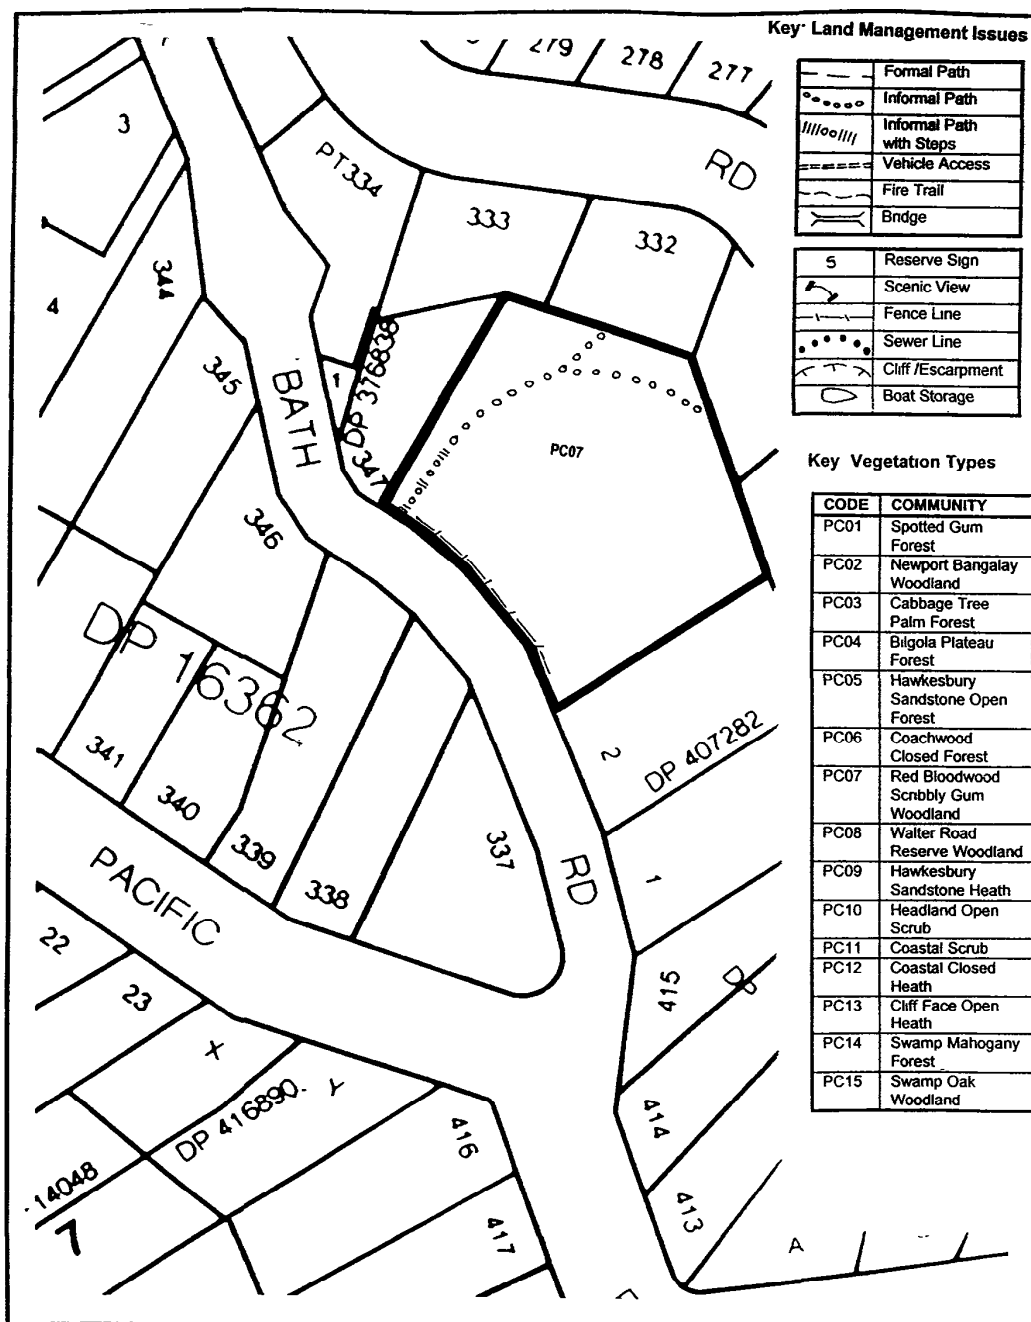 Key Land Management Issues
Formal Path
Informal Path
Informal Path
with Steps
Vehicle Access
Fire Trail
Bridge
5 Reserve Sign
Scenic View
Fence Line
Sewer Line
Cliff /Escarpment
Boat Storage
Key Vegetation Types
CODE COMMUNITY
PC01 Spotted Gum
Forest
PC02 Newport Bangalay
Woodland
PC03 Cabbage Tree
Palm Forest
PC04 Bilgola Plateau
Forest
PC05 Hawkesbury
Sandstone Open
Forest
PC06 Coachwood
Closed Forest
PC07 Red Bloodwood
Scribbly Gum
Woodland
PC08 Walter Road
Reserve Woodland
PC09 Hawkesbury
Sandstone Heath
PC10 Headland Open
Scrub
PC11 Coastal Scrub
PC12 Coastal Closed
Heath
PC13 Cliff Face Open
Heath
PC14 Swamp Mahogany
Forest
PC15 Swamp Oak
Woodland
279
278
277
RD
3
PT334
333
332
344
4
345
BATH
1
DP 376838
347
PC07
346
DP 16362
341
340
339
338
337
PACIFIC
RD
2
DP 407282
1
22
23
X
Y
DP 416890
415
DP
414
413
416
417
14048
7
A